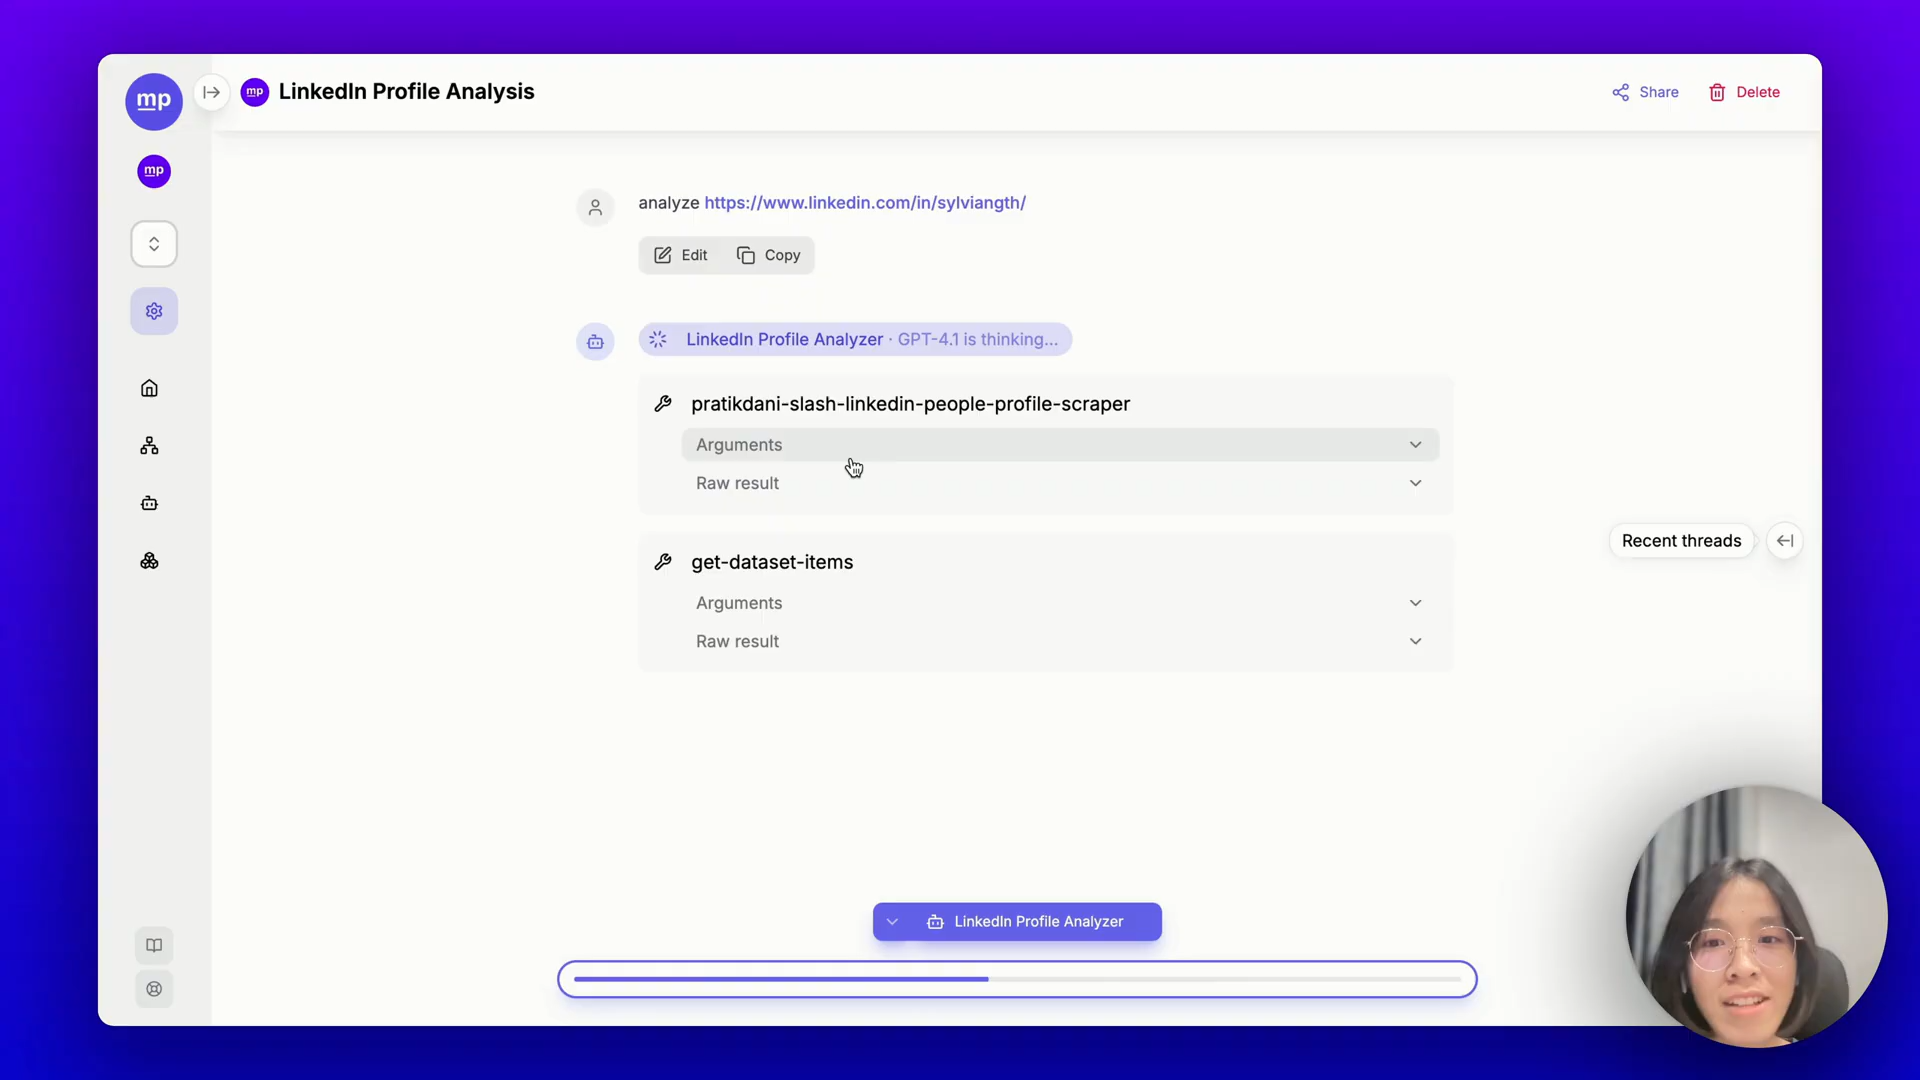 mp
mp LinkedIn Profile Analysis
Share
Delete
mp
analyze https://www.linkedin.com/in/sylviangth/
Edit
Copy
LinkedIn Profile Analyzer · GPT-4.1 is thinking...
pratikdani-slash-linkedin-people-profile-scraper
Arguments
Raw result
Recent threads
get-dataset-items
Arguments
Raw result
LinkedIn Profile Analyzer